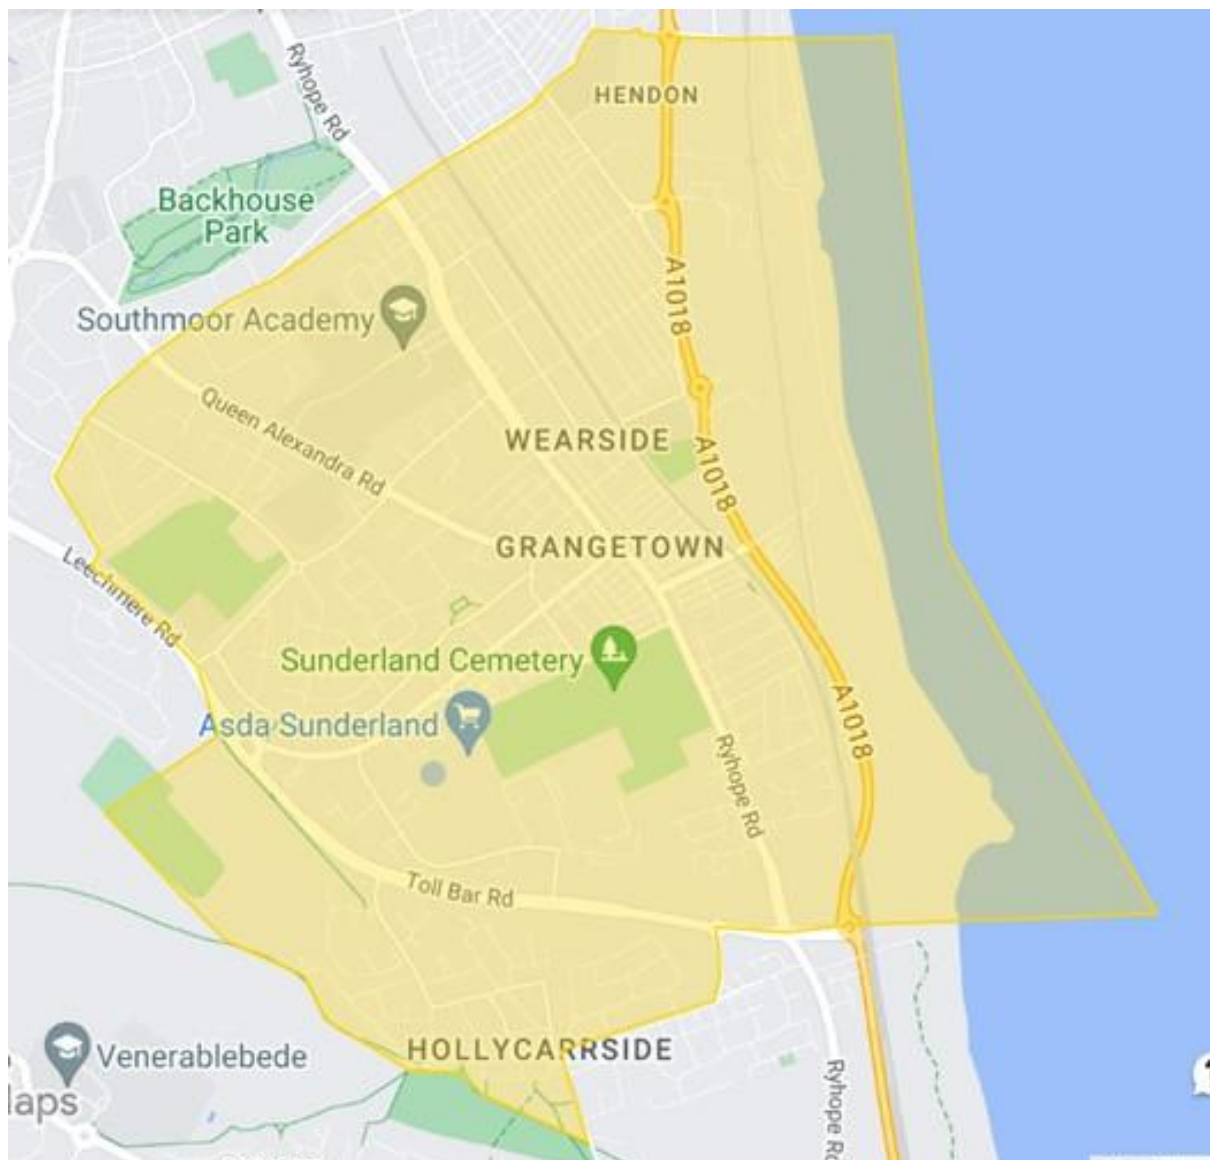 Ryhope Rd
HENDON
Backhouse
Park
Southmoor Academy
A1018
Queen Alexandra Rd
WEARSIDE
A1018
GRANGETOWN
Leechmere Rd
Sunderland Cemetery
A1018
Asda Sunderland
Ryhope Rd
Toll Bar Rd
HOLLYCARRSIDE
Venerablebede
Ryhope Rd